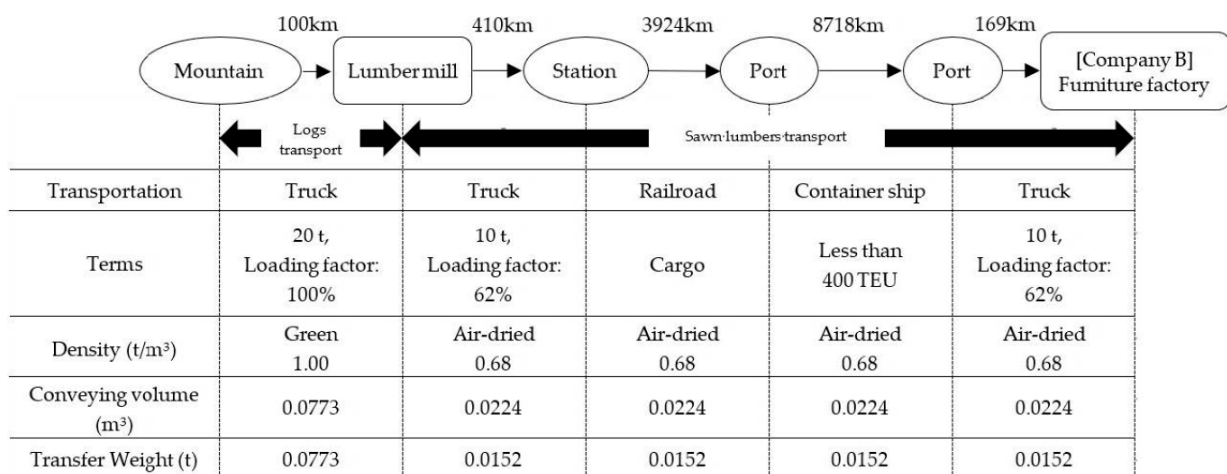 100km 410km 3924km 8718km 169km
Mountain Lumber mill Station Port Port [Company B]
Furniture factory
Logs
transport
Sawn lumbers transport
Transportation Truck Truck Railroad Container ship Truck
Terms
20 t,
Loading factor:
100%
10 t,
Loading factor:
62%
Cargo
Less than
400 TEU
10 t,
Loading factor:
62%
Density (t/m³)
Green
1.00
Air-dried
0.68
Air-dried
0.68
Air-dried
0.68
Air-dried
0.68
Conveying volume
(m³)
0.0773 0.0224 0.0224 0.0224 0.0224
Transfer Weight (t) 0.0773 0.0152 0.0152 0.0152 0.0152